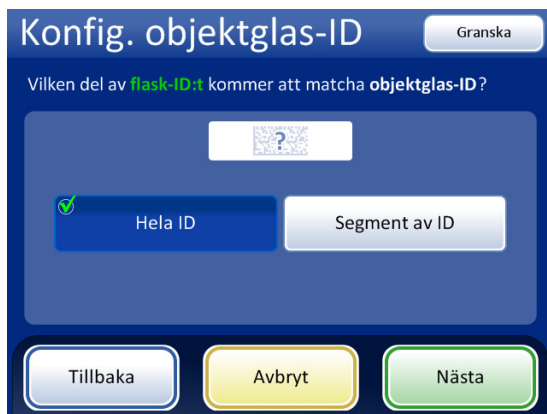 Konfig. objektglas-ID
Granska
Vilken del av flask-ID:t kommer att matcha objektglas-ID?
?
Hela ID
Segment av ID
Tillbaka
Avbryt
Nästa